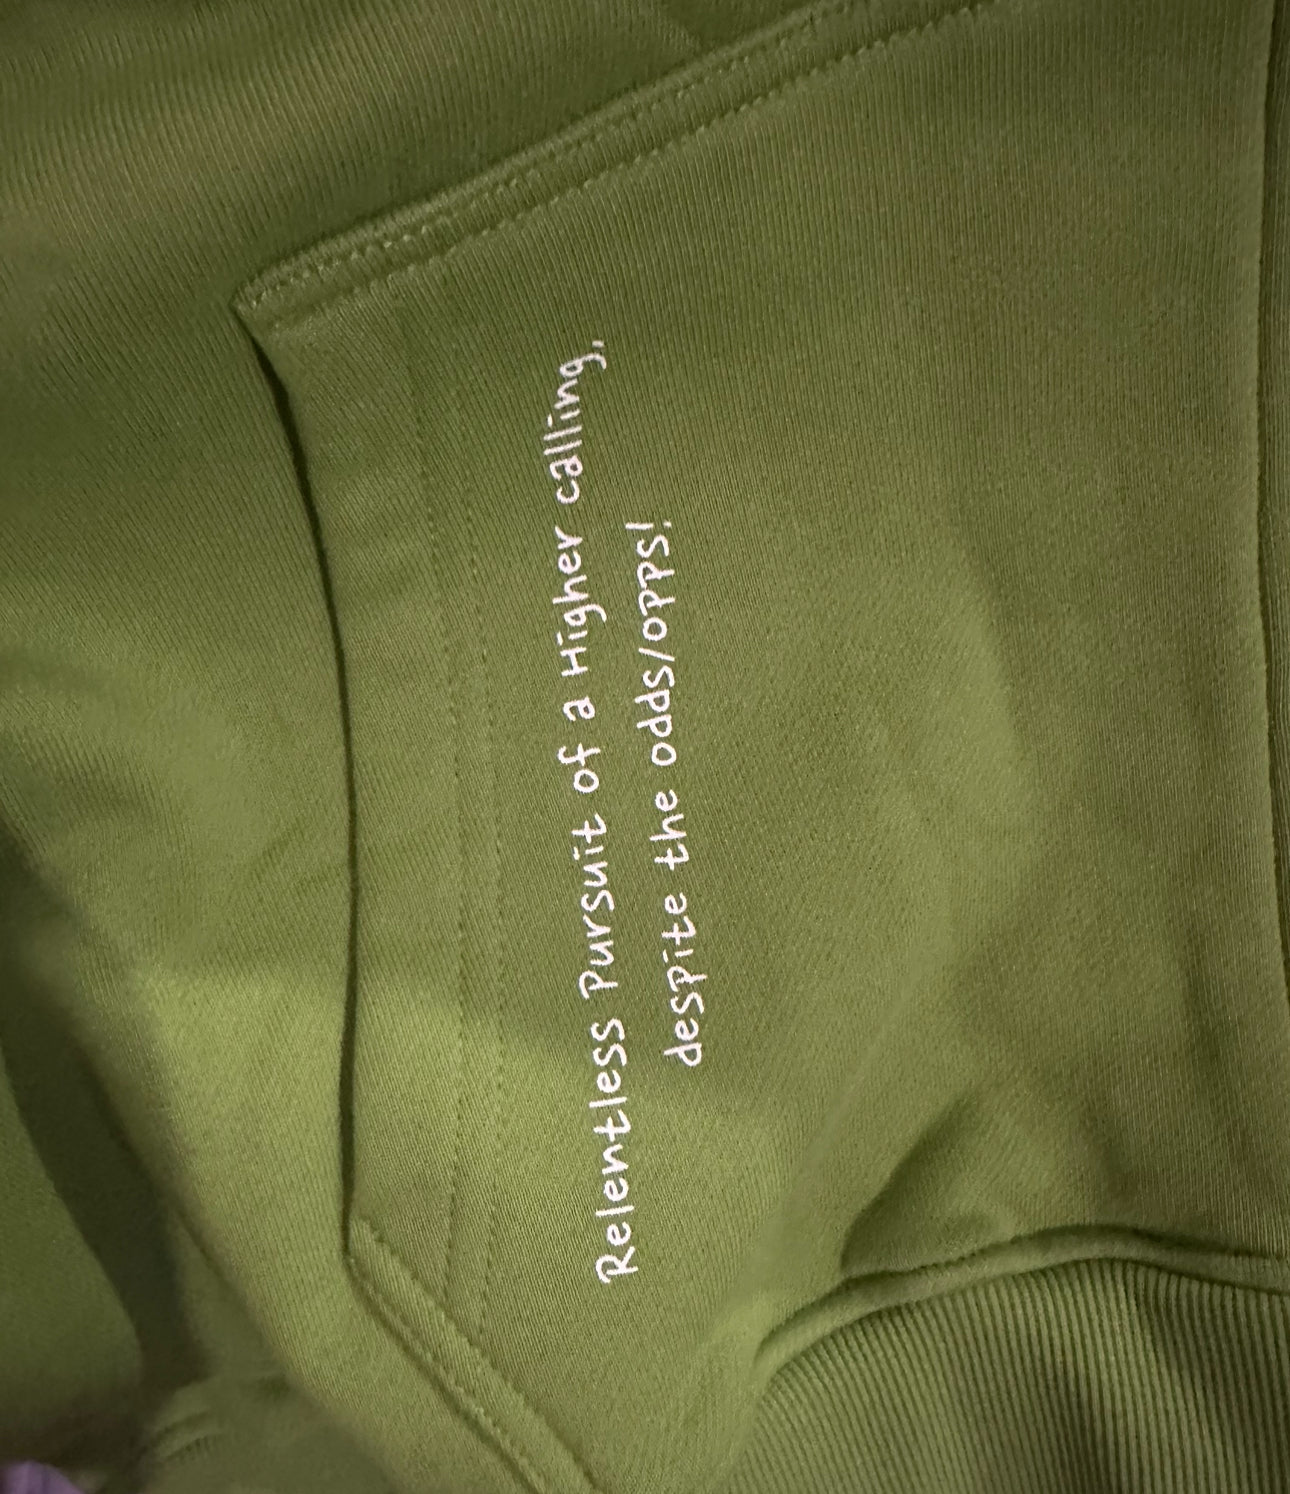 Relentless Pursuit of a Higher calling,
despite the odds/opps!